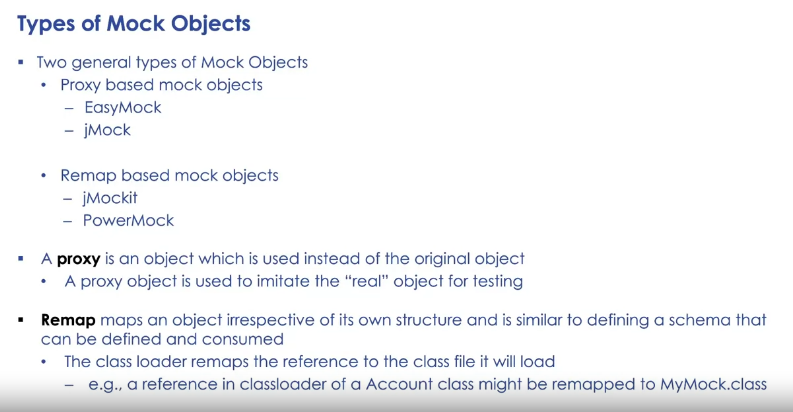 Types of Mock Objects
▪ Two general types of Mock Objects
• Proxy based mock objects
– EasyMock
– jMock
• Remap based mock objects
– jMockit
– PowerMock
▪ A proxy is an object which is used instead of the original object
• A proxy object is used to imitate the “real” object for testing
▪ Remap maps an object irrespective of its own structure and is similar to defining a schema that
can be defined and consumed
• The class loader remaps the reference to the class file it will load
– e.g., a reference in classloader of a Account class might be remapped to MyMock.class